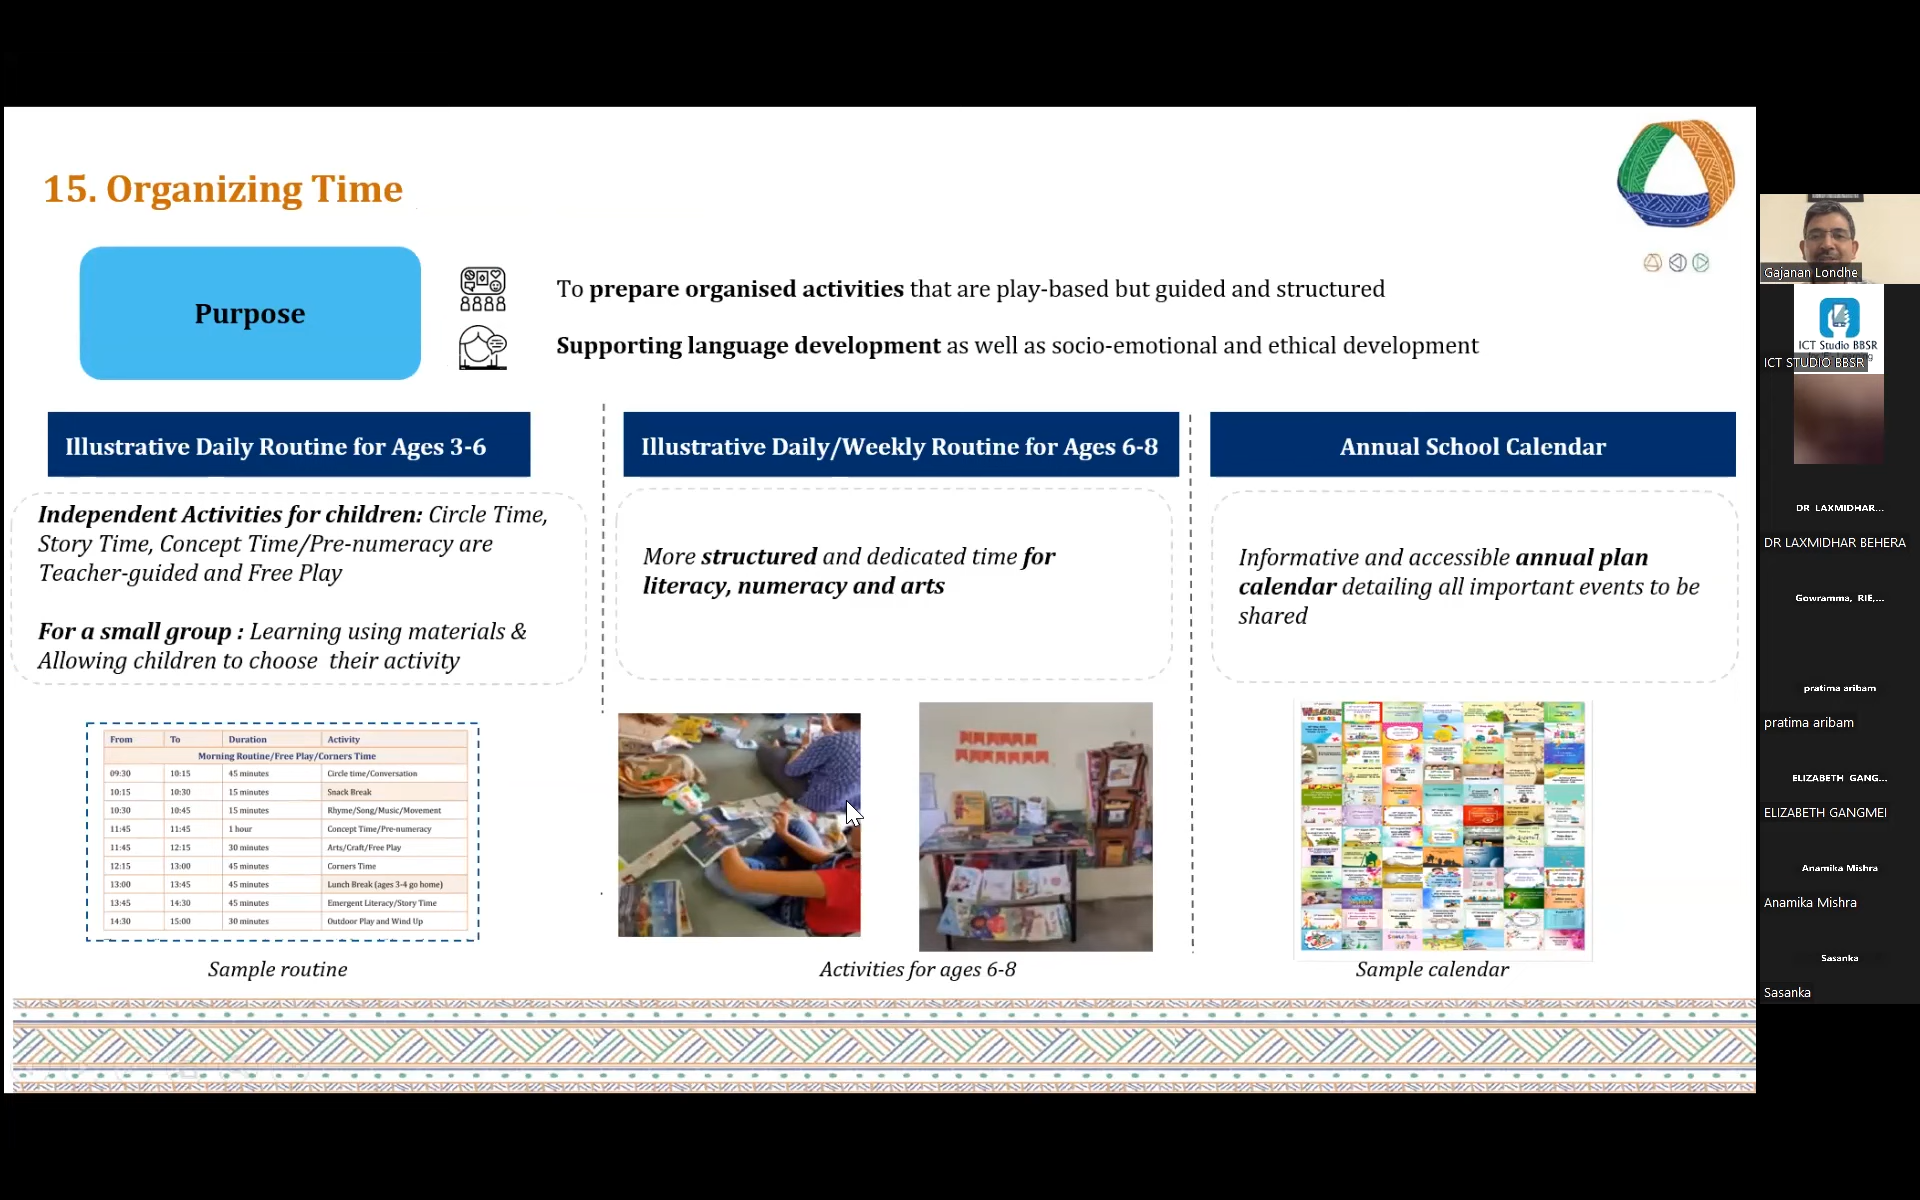 15. Organizing Time
Purpose
To prepare organised activities that are play-based but guided and structured
Supporting language development as well as socio-emotional and ethical development
Illustrative Daily Routine for Ages 3-6
Independent Activities for children: Circle Time,
Story Time, Concept Time/Pre-numeracy are
Teacher-guided and Free Play
For a small group : Learning using materials &
Allowing children to choose their activity
From To Duration Activity
Morning Routine/Free Play/Corners Time
09:30 10:15 45 minutes Circle time/Conversation
10:15 10:30 15 minutes Snack Break
10:30 10:45 15 minutes Rhyme/Song/Music/Movement
11:45 11:45 1 hour Concept Time/Pre-numeracy
11:45 12:15 30 minutes Arts/Craft/Free Play
12:15 13:00 45 minutes Corners Time
13:00 13:45 45 minutes Lunch Break (ages 3-4 go home)
13:45 14:30 45 minutes Emergent Literacy/Story Time
14:30 15:00 30 minutes Outdoor Play and Wind Up
Sample routine
Illustrative Daily/Weekly Routine for Ages 6-8
More structured and dedicated time for
literacy, numeracy and arts
Activities for ages 6-8
Annual School Calendar
Informative and accessible annual plan
calendar detailing all important events to be
shared
Sample calendar
Gajanan Londhe
ICT Studio BBSR
ICT STUDIO BBSR
DR LAXMIDHAR...
DR LAXMIDHAR BEHERA
Gowramma, RIE,...
pratima aribam
pratima aribam
ELIZABETH GANG...
ELIZABETH GANGMEI
Anamika Mishra
Anamika Mishra
Sasanka
Sasanka